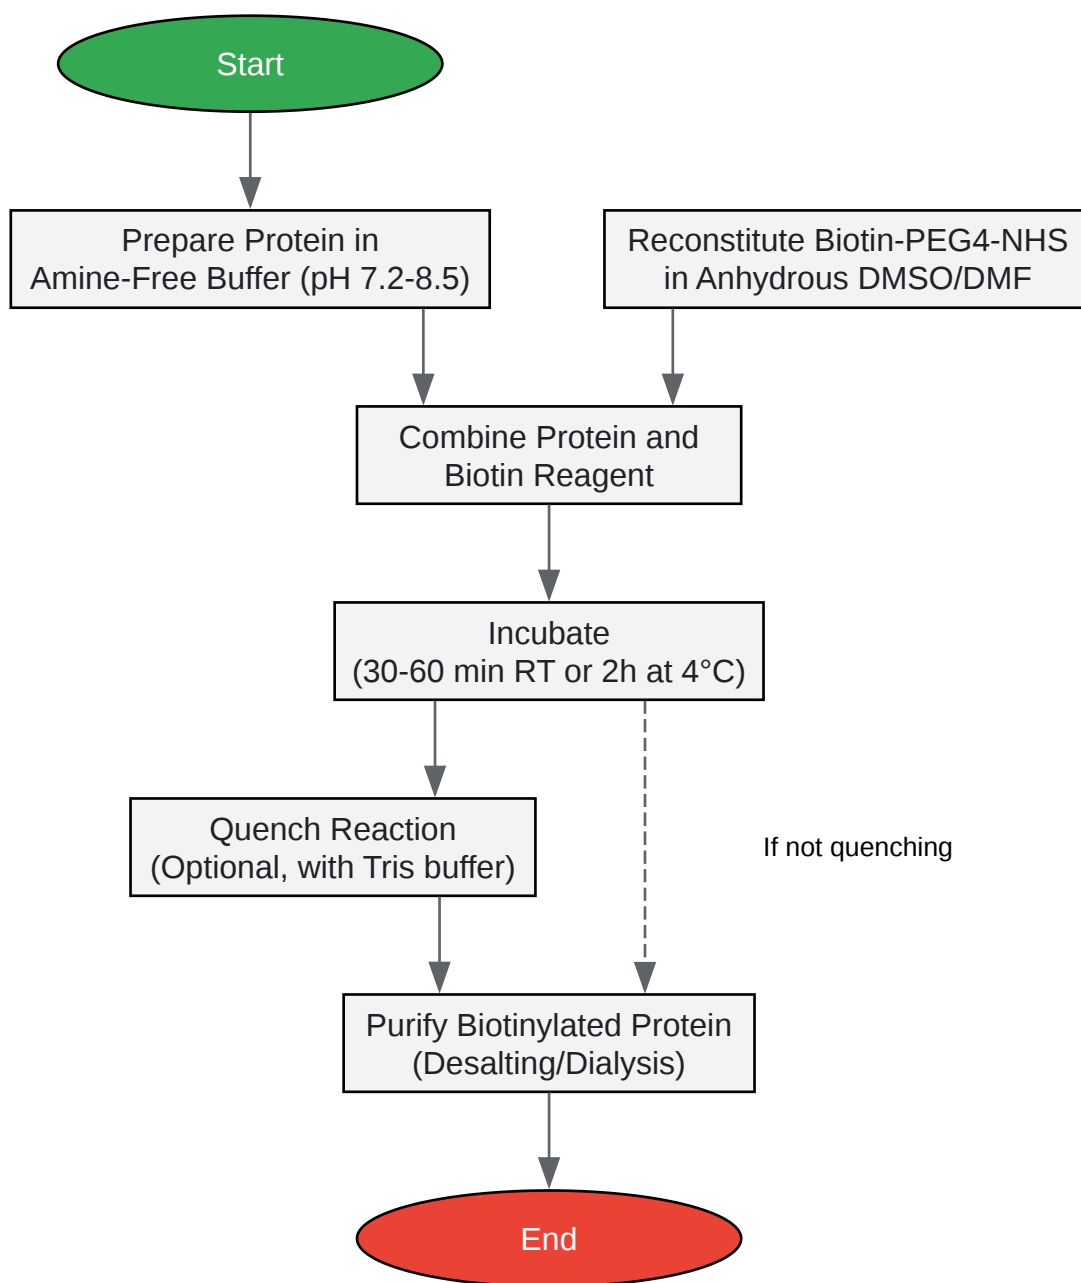 Start
Prepare Protein in
Amine-Free Buffer (pH 7.2-8.5)
Reconstitute Biotin-PEG4-NHS
in Anhydrous DMSO/DMF
Combine Protein and
Biotin Reagent
Incubate
(30-60 min RT or 2h at 4°C)
Quench Reaction
(Optional, with Tris buffer)
If not quenching
Purify Biotinylated Protein
(Desalting/Dialysis)
End